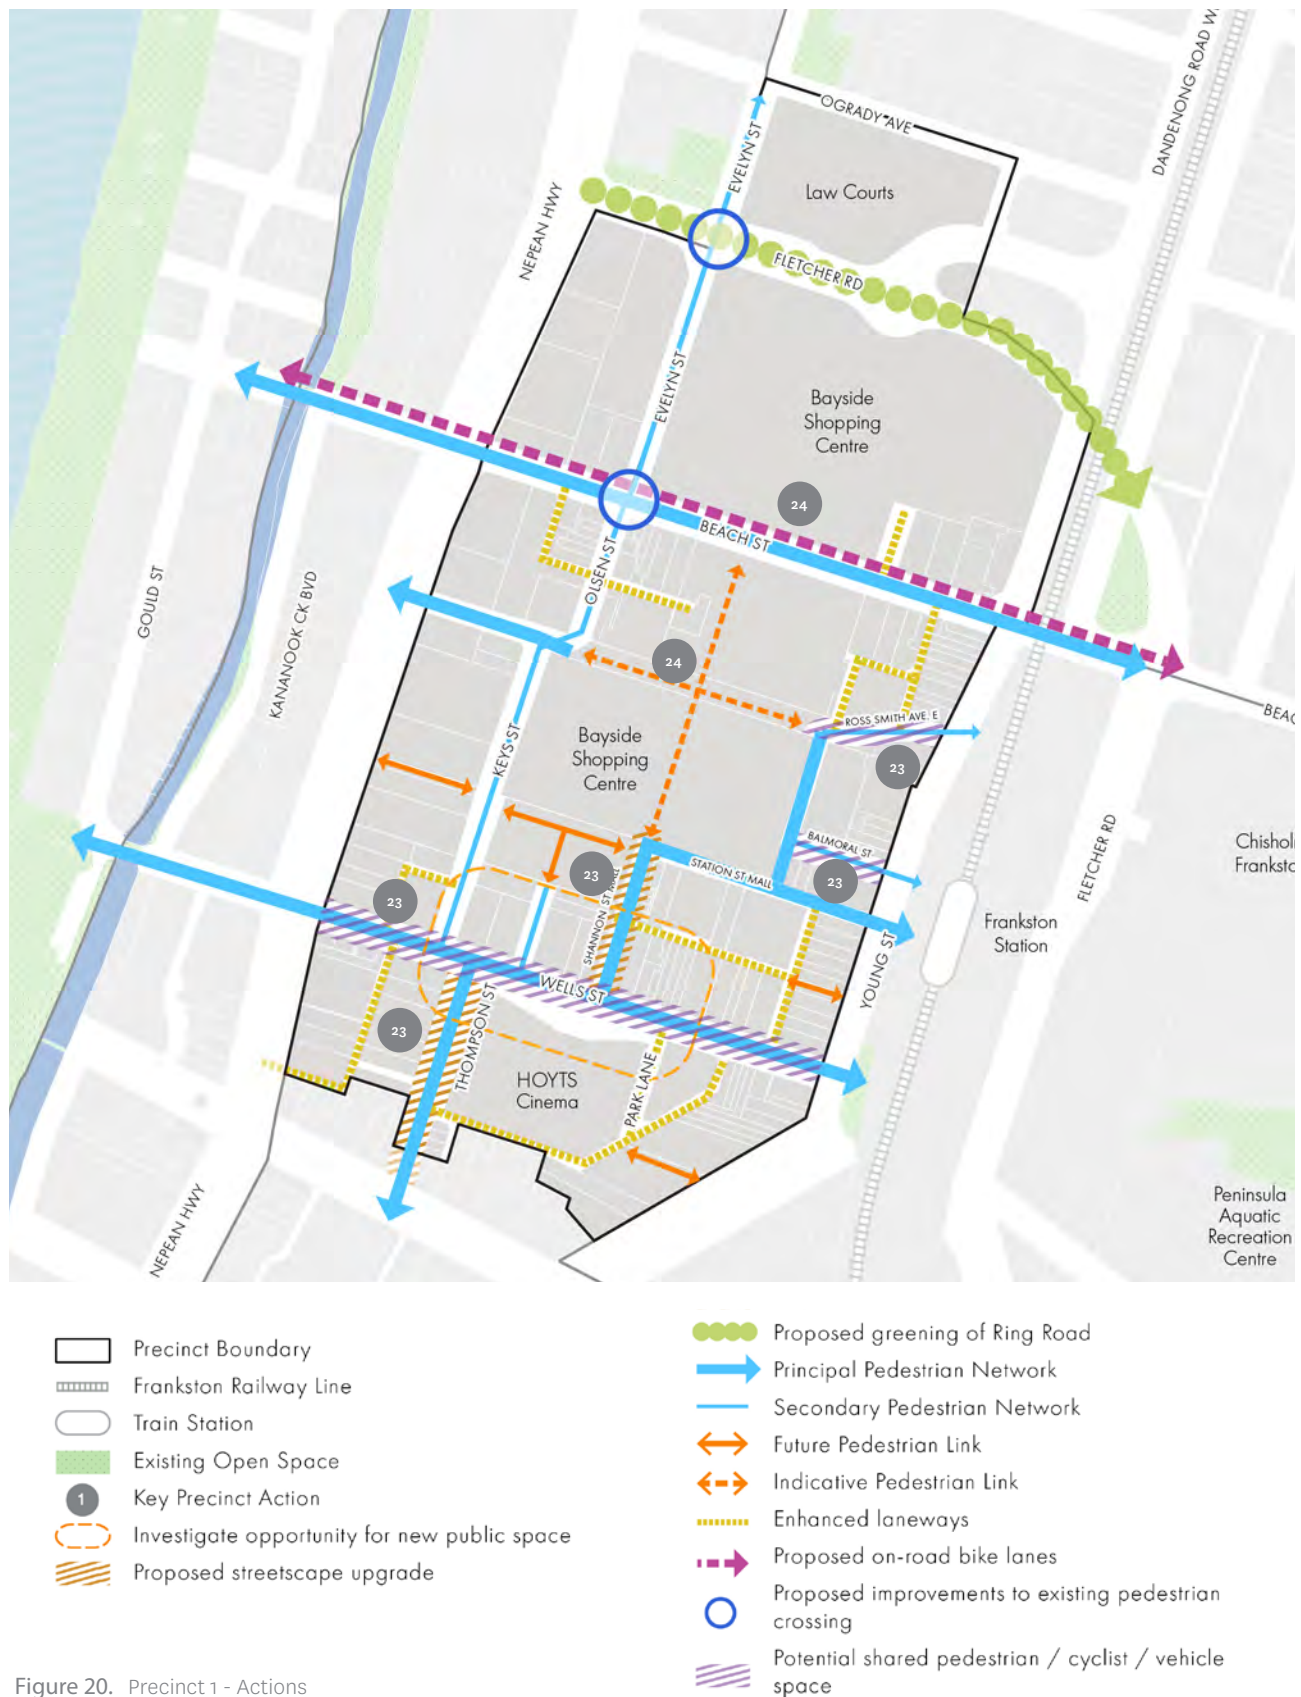 OGRADY AVE
DANDENONG ROAD W
EVELYN ST
Law Courts
NEPEAN HWY
FLETCHER RD
EVELYN ST
Bayside
Shopping
Centre
24
BEACH ST
OLSEN ST
GOULD ST
KANANOOK CK BVD
24
BEAC
ROSS SMITH AVE. E
KEYS ST
Bayside
Shopping
Centre
23
FLETCHER RD
BALMORAL ST
Chishol
Franksto
STATION ST MALL
23
23
SHANNON ST MALL
23
Frankston
Station
YOUNG ST
WELLS ST
23
THOMPSON ST
HOYTS
Cinema
PARK LANE
NEPEAN HWY
Peninsula
Aquatic
Recreation
Centre
Precinct Boundary
Frankston Railway Line
Train Station
Existing Open Space
1 Key Precinct Action
Investigate opportunity for new public space
Proposed streetscape upgrade
Proposed greening of Ring Road
Principal Pedestrian Network
Secondary Pedestrian Network
Future Pedestrian Link
Indicative Pedestrian Link
Enhanced laneways
Proposed on-road bike lanes
Proposed improvements to existing pedestrian
crossing
Potential shared pedestrian / cyclist / vehicle
space
Figure 20. Precinct 1 - Actions